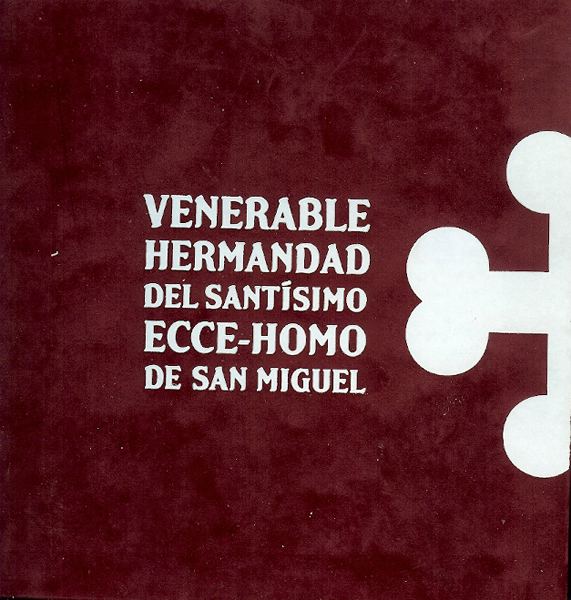 VENERABLE
HERMANDAD
DEL SANTÍSIMO
ECCE-HOMO
DE SAN MIGUEL